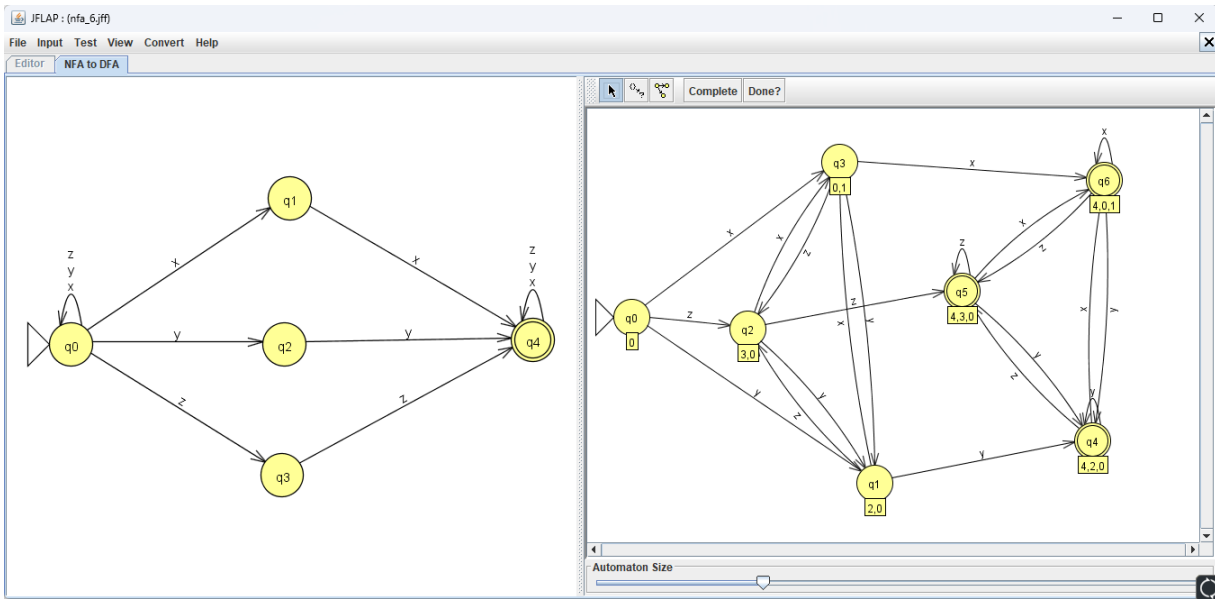 JFLAP : (nfa_6.jff)
File Input Test View Convert Help
Editor NFA to DFA
Complete Done?
z
y
x
q0
x
q1
x
y
q2
y
z
q3
z
z
y
x
q4
q0
0
x
z
y
q3
0,1
x
x
z
x
y
q2
3,0
z
y
z
q1
2,0
y
x
q6
4,0,1
x
z
z
q5
4,3,0
y
z
x
y
y
q4
4,2,0
Automaton Size